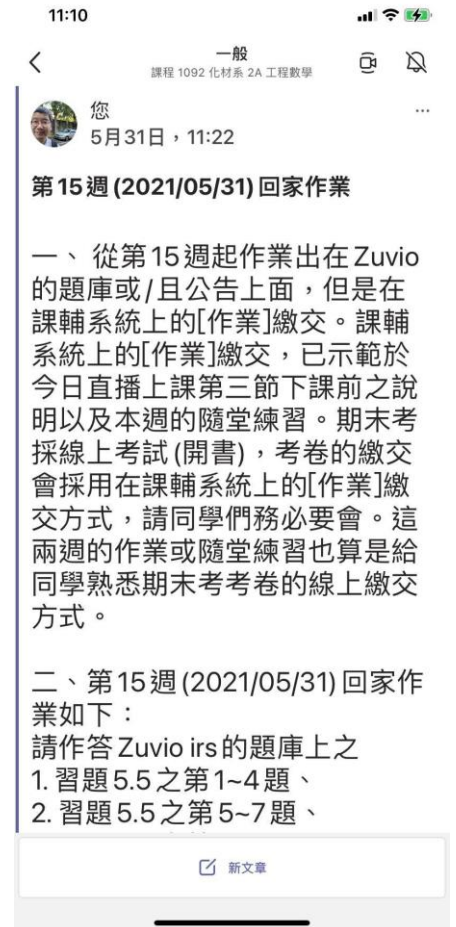 11:10
一般
課程 1092 化材系 2A 工程數學
您
5月31日,11:22
第15週(2021/05/31)回家作業
一、 從第15週起作業出在Zuvio
的題庫或/且公告上面,但是在
課輔系統上的[作業]繳交。課輔
系統上的[作業]繳交,已示範於
今日直播上課第三節下課前之說
明以及本週的隨堂練習。期末考
採線上考試(開書),考卷的繳交
會採用在課輔系統上的[作業]繳
交方式,請同學們務必要會。這
兩週的作業或隨堂練習也算是給
同學熟悉期末考考卷的線上繳交
方式。
二、第15週(2021/05/31)回家作
業如下:
請作答Zuvio irs的題庫上之
1. 習題5.5之第1~4題、
2. 習題5.5之第5~7題、
新文章